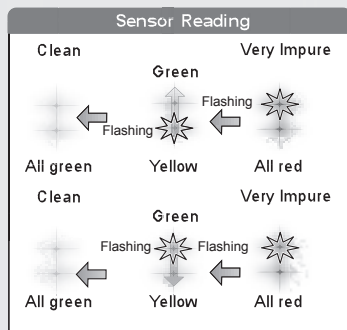 Sensor Reading
Clean Very Impure
Green
Flashing
Flashing
All green Yellow All red
Clean Very Impure
Green
Flashing Flashing
All green Yellow All red